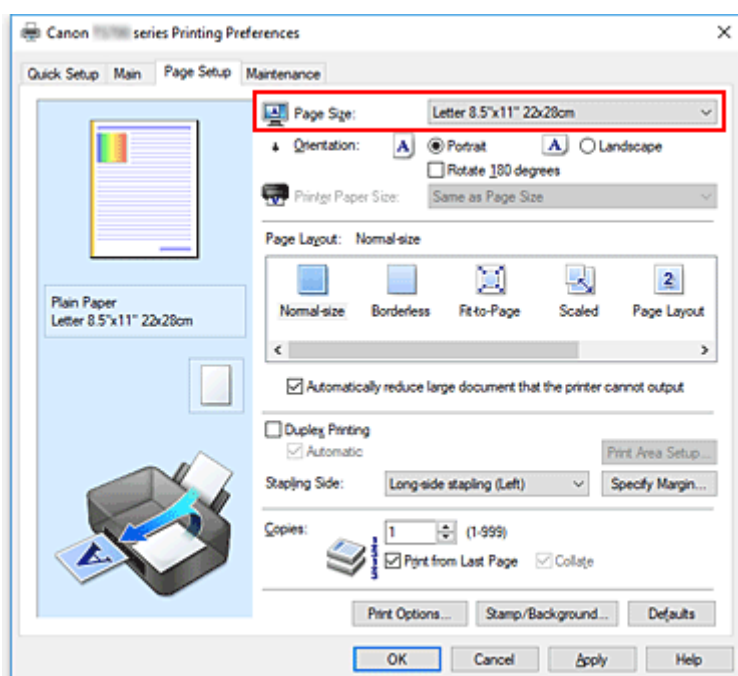 Canon series Printing Preferences
Quick Setup Main Page Setup Maintenance
Page Size: Letter 8.5"x11" 22x28cm
Orientation: A Portrait A Landscape
Rotate 180 degrees
Printer Paper Size: Same as Page Size
Page Layout: Normal-size
2
Normal-size Borderless Fit-to-Page Scaled Page Layout
Plain Paper
Letter 8.5"x11" 22x28cm
Automatically reduce large document that the printer cannot output
Duplex Printing
Automatic Print Area Setup...
Stapling Side: Long-side stapling (Left) Specify Margin...
Copies: 1 (1-999)
Print from Last Page Collate
A
Print Options... Stamp/Background... Defaults
OK Cancel Apply Help